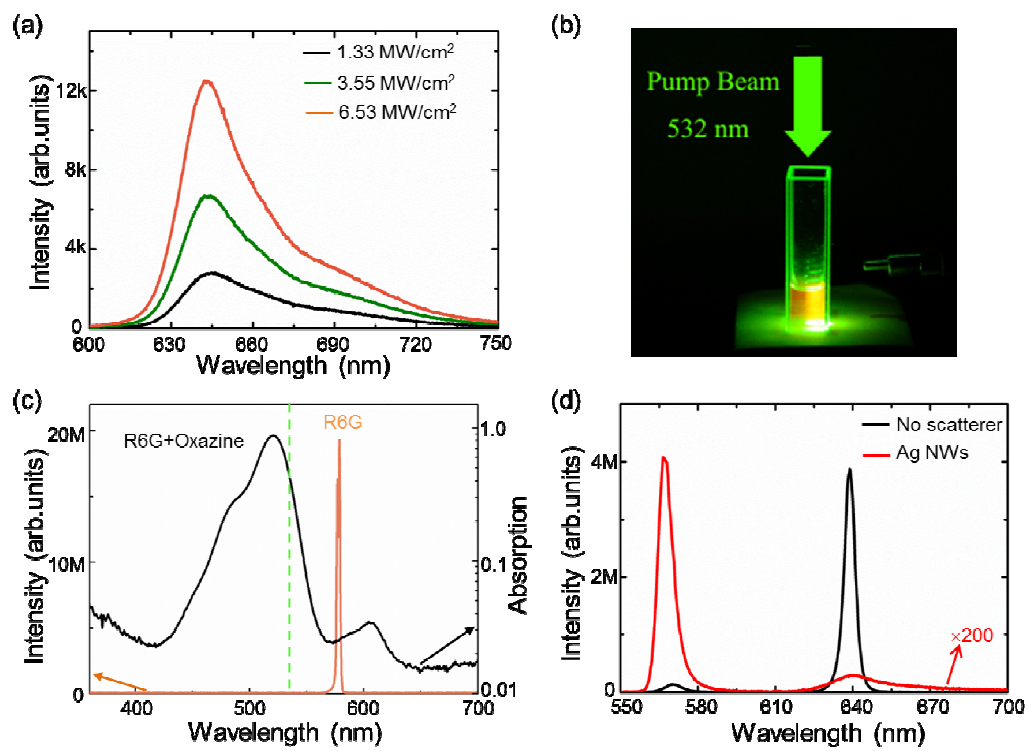 (a)
1.33 MW/cm²
3.55 MW/cm²
6.53 MW/cm²
12k
8k
4k
0
Intensity (arb.units)
600 630 660 690 720 750
Wavelength (nm)
(b)
Pump Beam
532 nm
(c)
R6G+Oxazine
R6G
20M
10M
0
Intensity (arb.units)
1.0
0.1
0.01
Absorption
400 500 600 700
Wavelength (nm)
(d)
No scatterer
Ag NWs
4M
2M
0
Intensity (arb.units)
×200
550 580 610 640 670 700
Wavelength (nm)